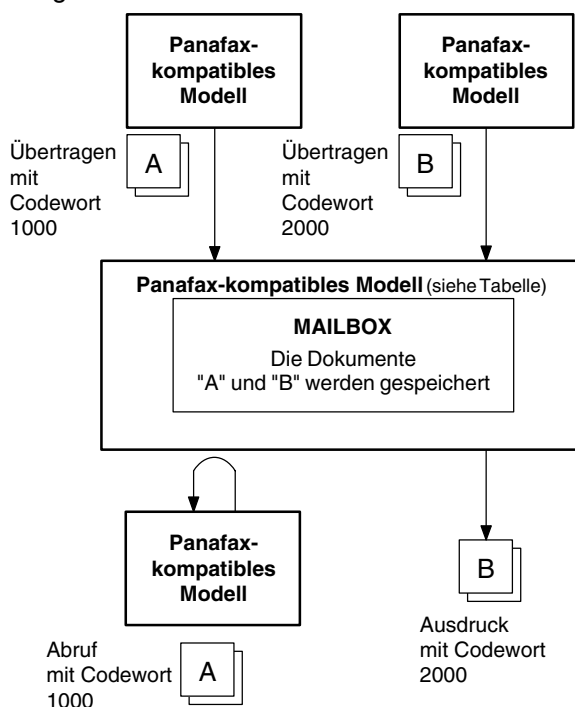 Panafax-
kompatibles
Modell
Panafax-
kompatibles
Modell
Übertragen
mit
Codewort
1000
A
Übertragen
mit
Codewort
2000
B
Panafax-kompatibles Modell (siehe Tabelle)
MAILBOX
Die Dokumente
"A" und "B" werden gespeichert
Panafax-
kompatibles
Modell
Abruf
mit Codewort
1000
A
B
Ausdruck
mit Codewort
2000